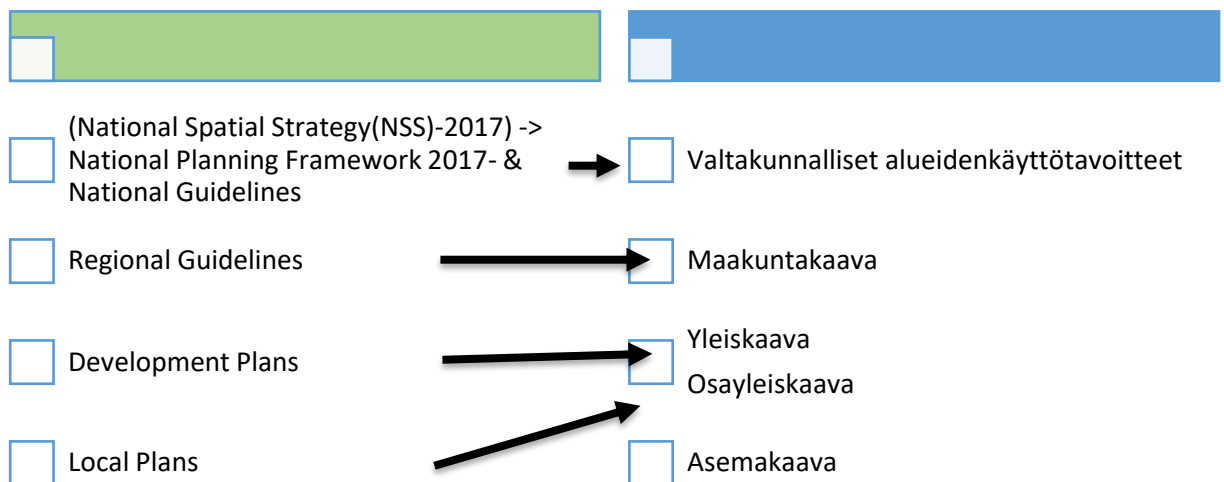 (National Spatial Strategy(NSS)-2017) ->
National Planning Framework 2017- &
National Guidelines
Valtakunnalliset alueidenkäyttötavoitteet
Regional Guidelines
Maakuntakaava
Development Plans
Yleiskaava
Osayleiskaava
Local Plans
Asemakaava